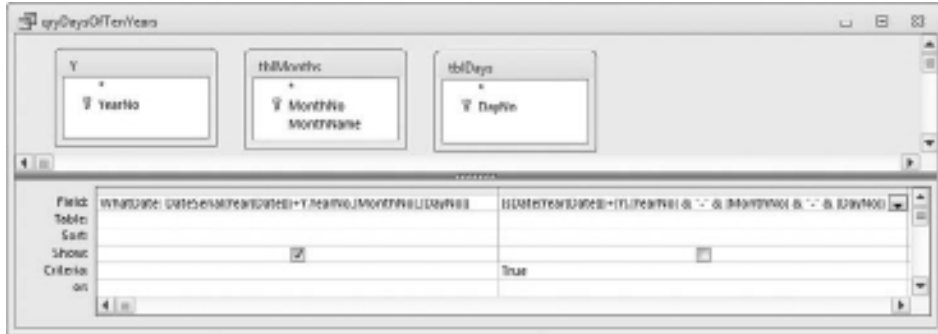 qryDaysOfTenYears
Y
*
YearNo
tblMonths
*
MonthNo
MonthName
tblDays
*
DayNo
Field: WhatDate: DateSerial(Year(Date())+Y.YearNo,[MonthNo],[DayNo]) IsDate(Year(Date())+[Y].[YearNo] & "-" & [MonthNo] & "-" & [DayNo])
Table:
Sort:
Show:
Criteria: True
or: